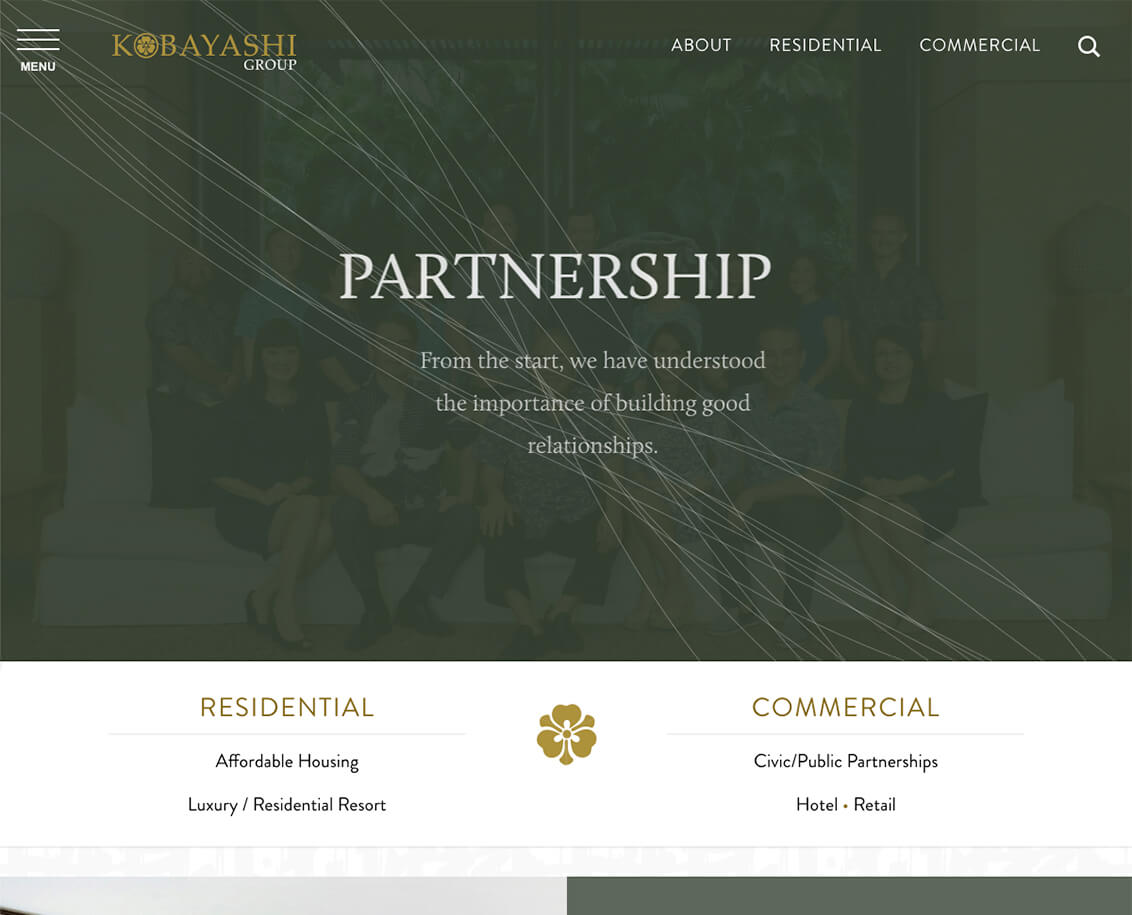 MENU
KOBAYASHI
GROUP
ABOUT RESIDENTIAL COMMERCIAL
PARTNERSHIP
From the start, we have understood
the importance of building good
relationships.
RESIDENTIAL
Affordable Housing
Luxury / Residential Resort
COMMERCIAL
Civic/Public Partnerships
Hotel • Retail